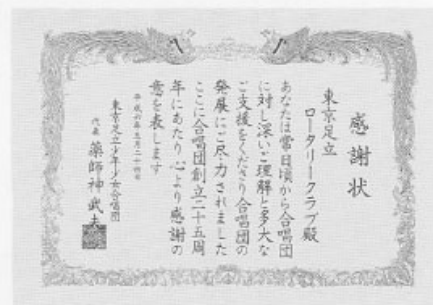 感謝状
東京足立
ロータリークラブ殿
あなたは常日頃から合唱団
に対し深いご理解と多大な
ご支援をくださり合唱団の
発展にご尽力されました
ここに合唱団創立二十五周
年にあたり心より感謝の
意を表します
東京足立少年少女合唱団
代表 薬師神武夫